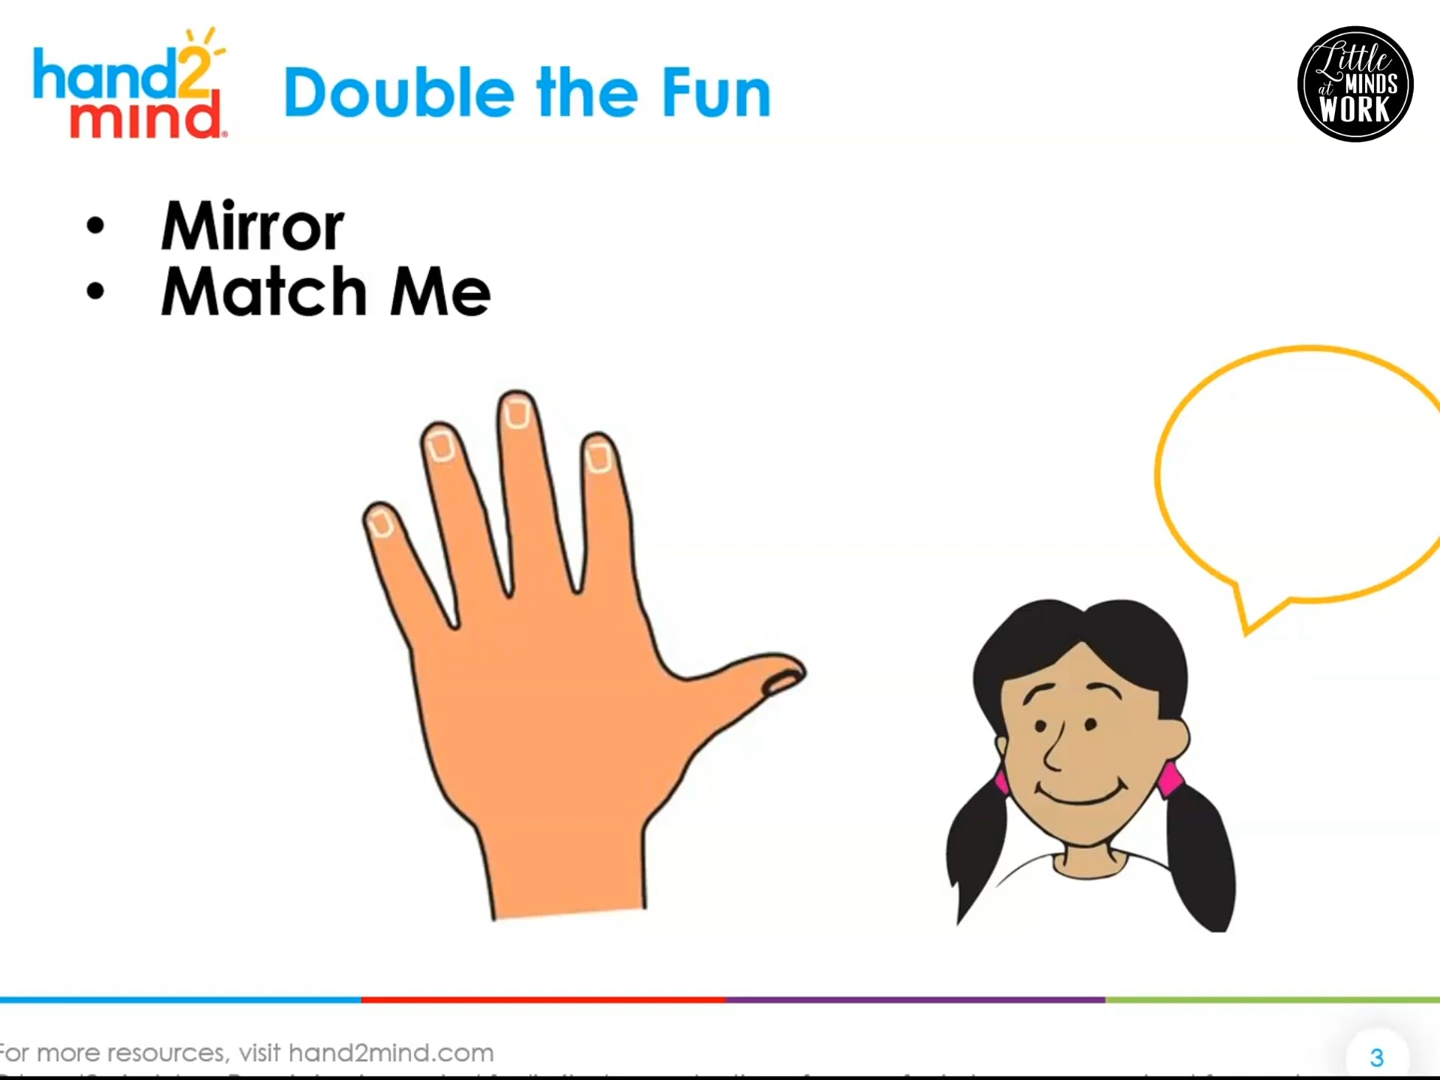 hand2
mind®
Double the Fun
Little
at MINDS
WORK
• Mirror
• Match Me
For more resources, visit hand2mind.com
3